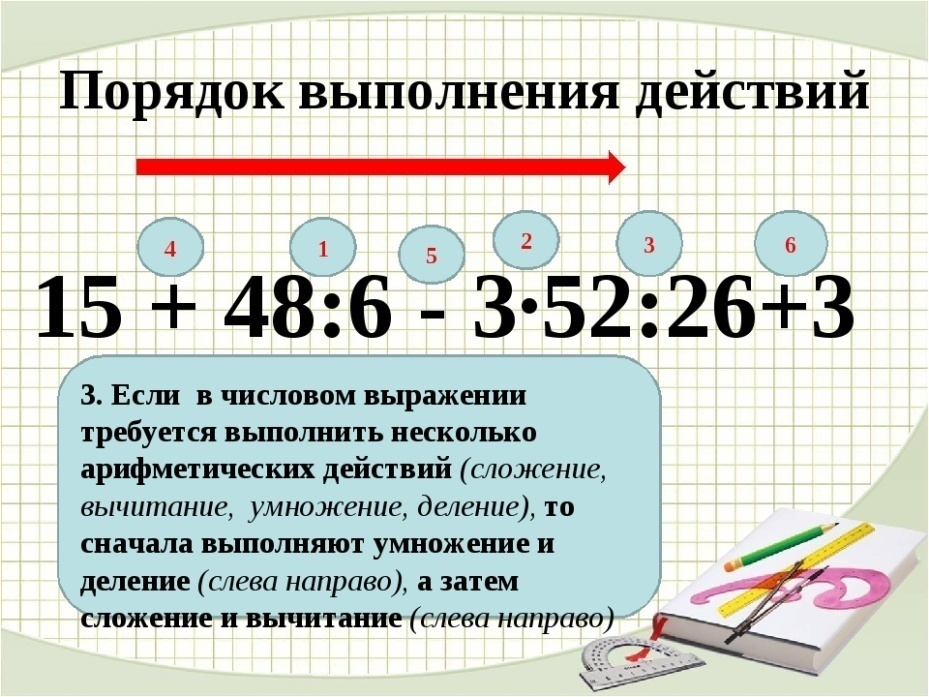 Порядок выполнения действий
4 1 5 2 3 6
15 + 48:6 - 3·52:26+3
3. Если в числовом выражении
требуется выполнить несколько
арифметических действий (сложение,
вычитание, умножение, деление), то
сначала выполняют умножение и
деление (слева направо), а затем
сложение и вычитание (слева направо)